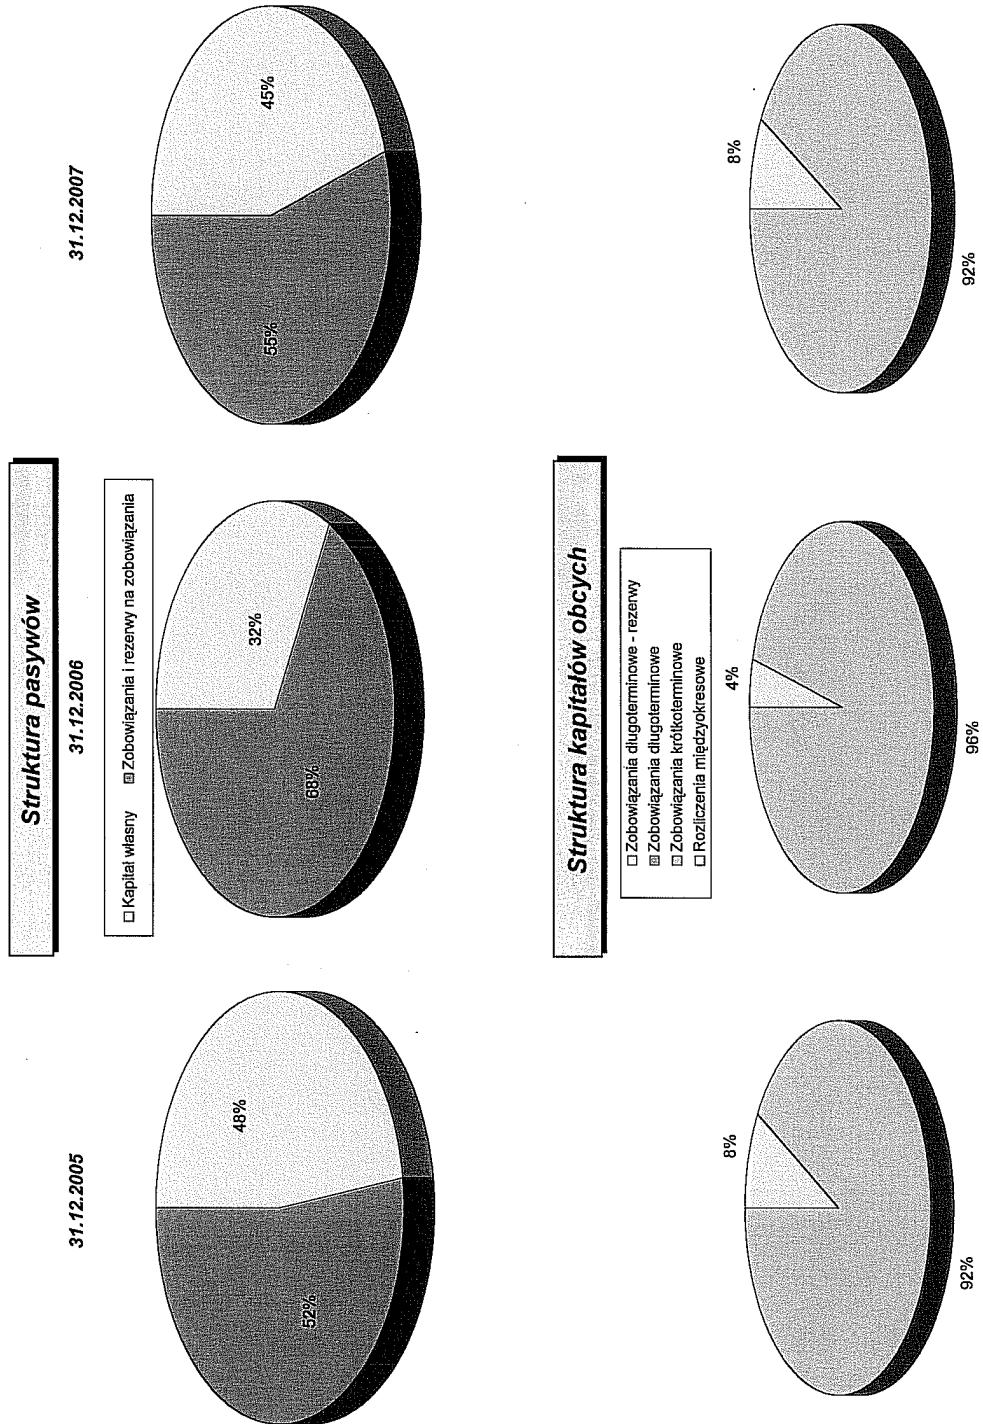 Struktura pasywów
31.12.2005
31.12.2006
31.12.2007
Kapitał własny
Zobowiązania i rezerwy na zobowiązania
52%
48%
68%
32%
55%
45%
Struktura kapitałów obcych
Zobowiązania długoterminowe - rezerwy
Zobowiązania długoterminowe
Zobowiązania krótkoterminowe
Rozliczenia międzyokresowe
8%
92%
4%
96%
8%
92%